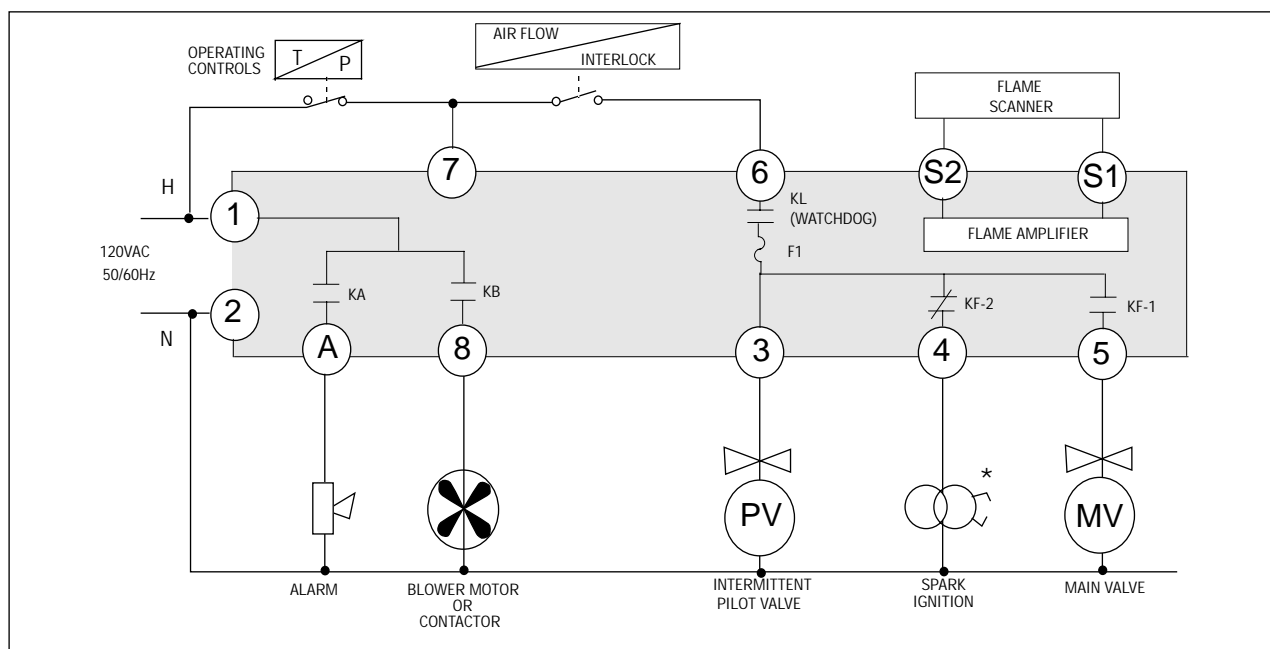 OPERATING
CONTROLS
T
P
AIR FLOW
INTERLOCK
FLAME
SCANNER
7
6
S2
S1
H
1
KL
(WATCHDOG)
F1
FLAME AMPLIFIER
120VAC
50/60Hz
2
N
KA
KB
KF-2
KF-1
A
8
3
4
5
*
PV
MV
ALARM
BLOWER MOTOR
OR
CONTACTOR
INTERMITTENT
PILOT VALVE
SPARK
IGNITION
MAIN VALVE